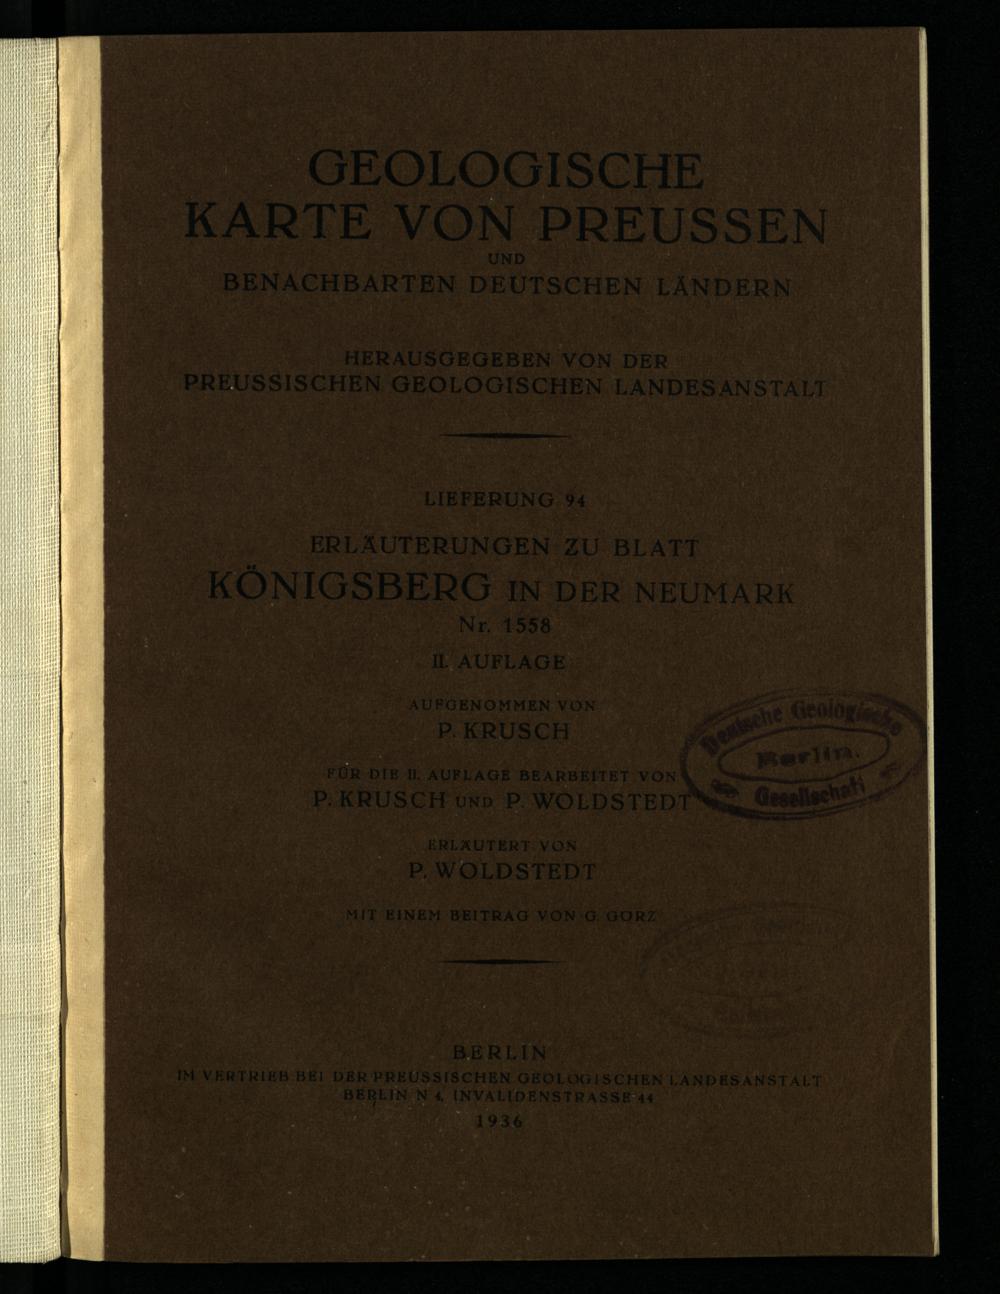 GEOLOGISCHE
KARTE VON PREUSSEN
UND
BENACHBARTEN DEUTSCHEN LÄNDERN
HERAUSGEGEBEN VON DER
PREUSSISCHEN GEOLOGISCHEN LANDESANSTALT
LIEFERUNG 94
ERLÄUTERUNGEN ZU BLATT
KÖNIGSBERG IN DER NEUMARK
Nr. 1558
II. AUFLAGE
AUFGENOMMEN VON
P. KRUSCH
FÜR DIE II. AUFLAGE BEARBEITET VON
P. KRUSCH UND P. WOLDSTEDT
Deutsche Geologische
Berlin.
Gesellschaft
ERLÄUTERT VON
P. WOLDSTEDT
MIT EINEM BEITRAG VON G. GÖRZ
BERLIN
IM VERTRIEB BEI DER PREUSSISCHEN GEOLOGISCHEN LANDESANSTALT
BERLIN N 4, INVALIDENSTRASSE 44
1936